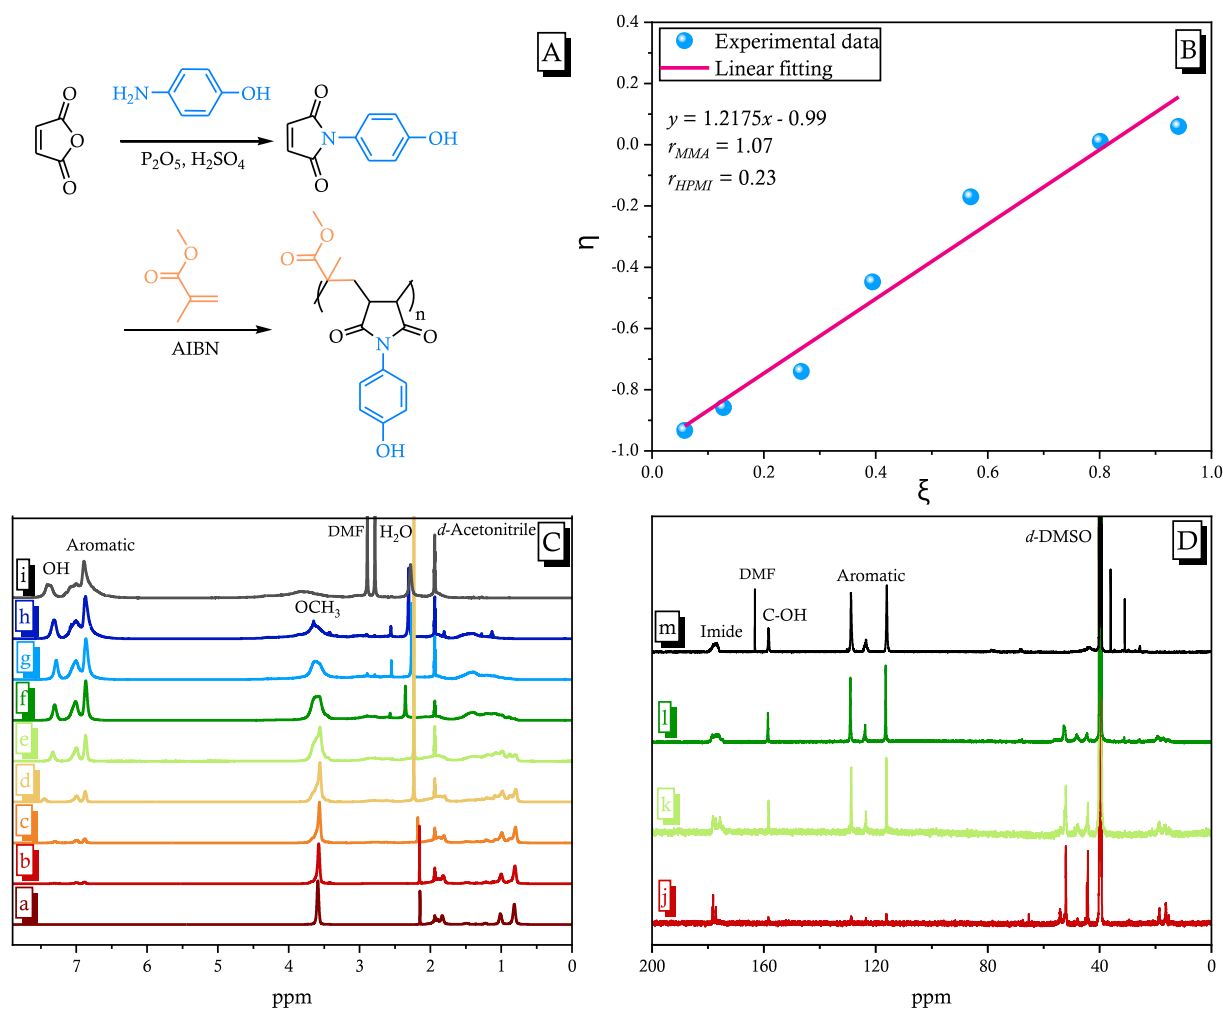 A
O
O
O
H₂N
OH
P₂O₅, H₂SO₄
O
N
O
OH
O
O
AIBN
O
O
n
O
N
O
OH
B
Experimental data
Linear fitting
y = 1.2175x - 0.99
r_MMA = 1.07
r_HPMI = 0.23
0.4
0.2
0.0
-0.2
-0.4
-0.6
-0.8
-1.0
η
0.0 0.2 0.4 0.6 0.8 1.0
ξ
C
DMF H₂O d-Acetonitrile
Aromatic
OH
i
OCH₃
h
g
f
e
d
c
b
a
7 6 5 4 3 2 1 0
ppm
D
d-DMSO
DMF
Aromatic
C-OH
Imide
m
l
k
j
200 160 120 80 40 0
ppm